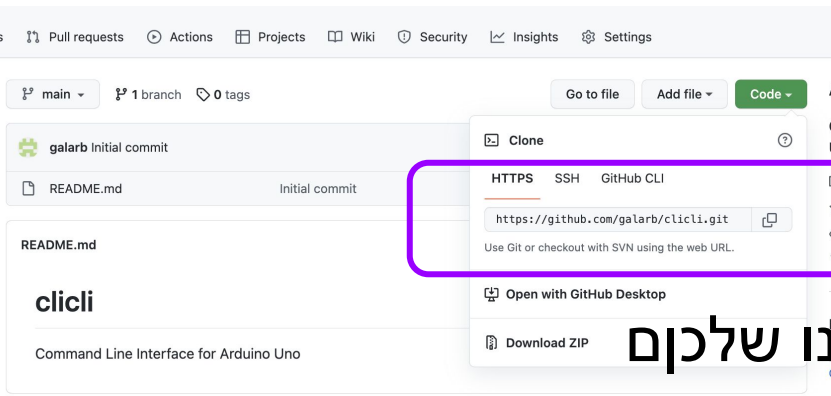 Pull requests Actions Projects Wiki Security Insights Settings
main 1 branch 0 tags Go to file Add file Code
galarb Initial commit
README.md Initial commit
Clone
HTTPS SSH GitHub CLI
https://github.com/galarb/clicli.git
Use Git or checkout with SVN using the web URL.
Open with GitHub Desktop
Download ZIP
README.md
clicli
Command Line Interface for Arduino Uno
שלכןם